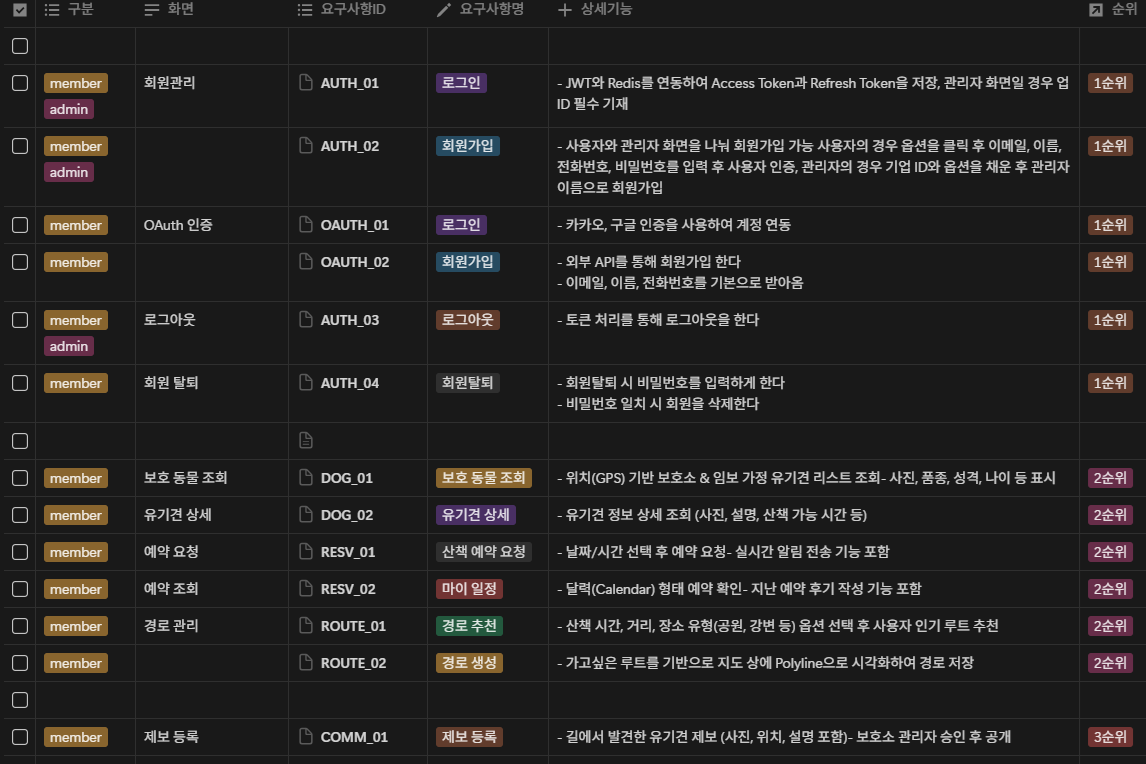 구분 화면 요구사항ID 요구사항명 상세기능 순위
member 회원관리 AUTH_01 로그인 - JWT와 Redis를 연동하여 Access Token과 Refresh Token을 저장, 관리자 화면일 경우 업 1순위
admin ID 필수 기재
member AUTH_02 회원가입 - 사용자와 관리자 화면을 나눠 회원가입 가능 사용자의 경우 옵션을 클릭 후 이메일, 이름, 1순위
admin 전화번호, 비밀번호를 입력 후 사용자 인증, 관리자의 경우 기업 ID와 옵션을 채운 후 관리자
이름으로 회원가입
member OAuth 인증 OAUTH_01 로그인 - 카카오, 구글 인증을 사용하여 계정 연동 1순위
member OAUTH_02 회원가입 - 외부 API를 통해 회원가입 한다 1순위
- 이메일, 이름, 전화번호를 기본으로 받아옴
member 로그아웃 AUTH_03 로그아웃 - 토큰 처리를 통해 로그아웃을 한다 1순위
admin
member 회원 탈퇴 AUTH_04 회원탈퇴 - 회원탈퇴 시 비밀번호를 입력하게 한다 1순위
- 비밀번호 일치 시 회원을 삭제한다
member 보호 동물 조회 DOG_01 보호 동물 조회 - 위치(GPS) 기반 보호소 & 임보 가정 유기견 리스트 조회- 사진, 품종, 성격, 나이 등 표시 2순위
member 유기견 상세 DOG_02 유기견 상세 - 유기견 정보 상세 조회 (사진, 설명, 산책 가능 시간 등) 2순위
member 예약 요청 RESV_01 산책 예약 요청 - 날짜/시간 선택 후 예약 요청- 실시간 알림 전송 기능 포함 2순위
member 예약 조회 RESV_02 마이 일정 - 달력(Calendar) 형태 예약 확인- 지난 예약 후기 작성 기능 포함 2순위
member 경로 관리 ROUTE_01 경로 추천 - 산책 시간, 거리, 장소 유형(공원, 강변 등) 옵션 선택 후 사용자 인기 루트 추천 2순위
member ROUTE_02 경로 생성 - 가고싶은 루트를 기반으로 지도 상에 Polyline으로 시각화하여 경로 저장 2순위
member 제보 등록 COMM_01 제보 등록 - 길에서 발견한 유기견 제보 (사진, 위치, 설명 포함)- 보호소 관리자 승인 후 공개 3순위